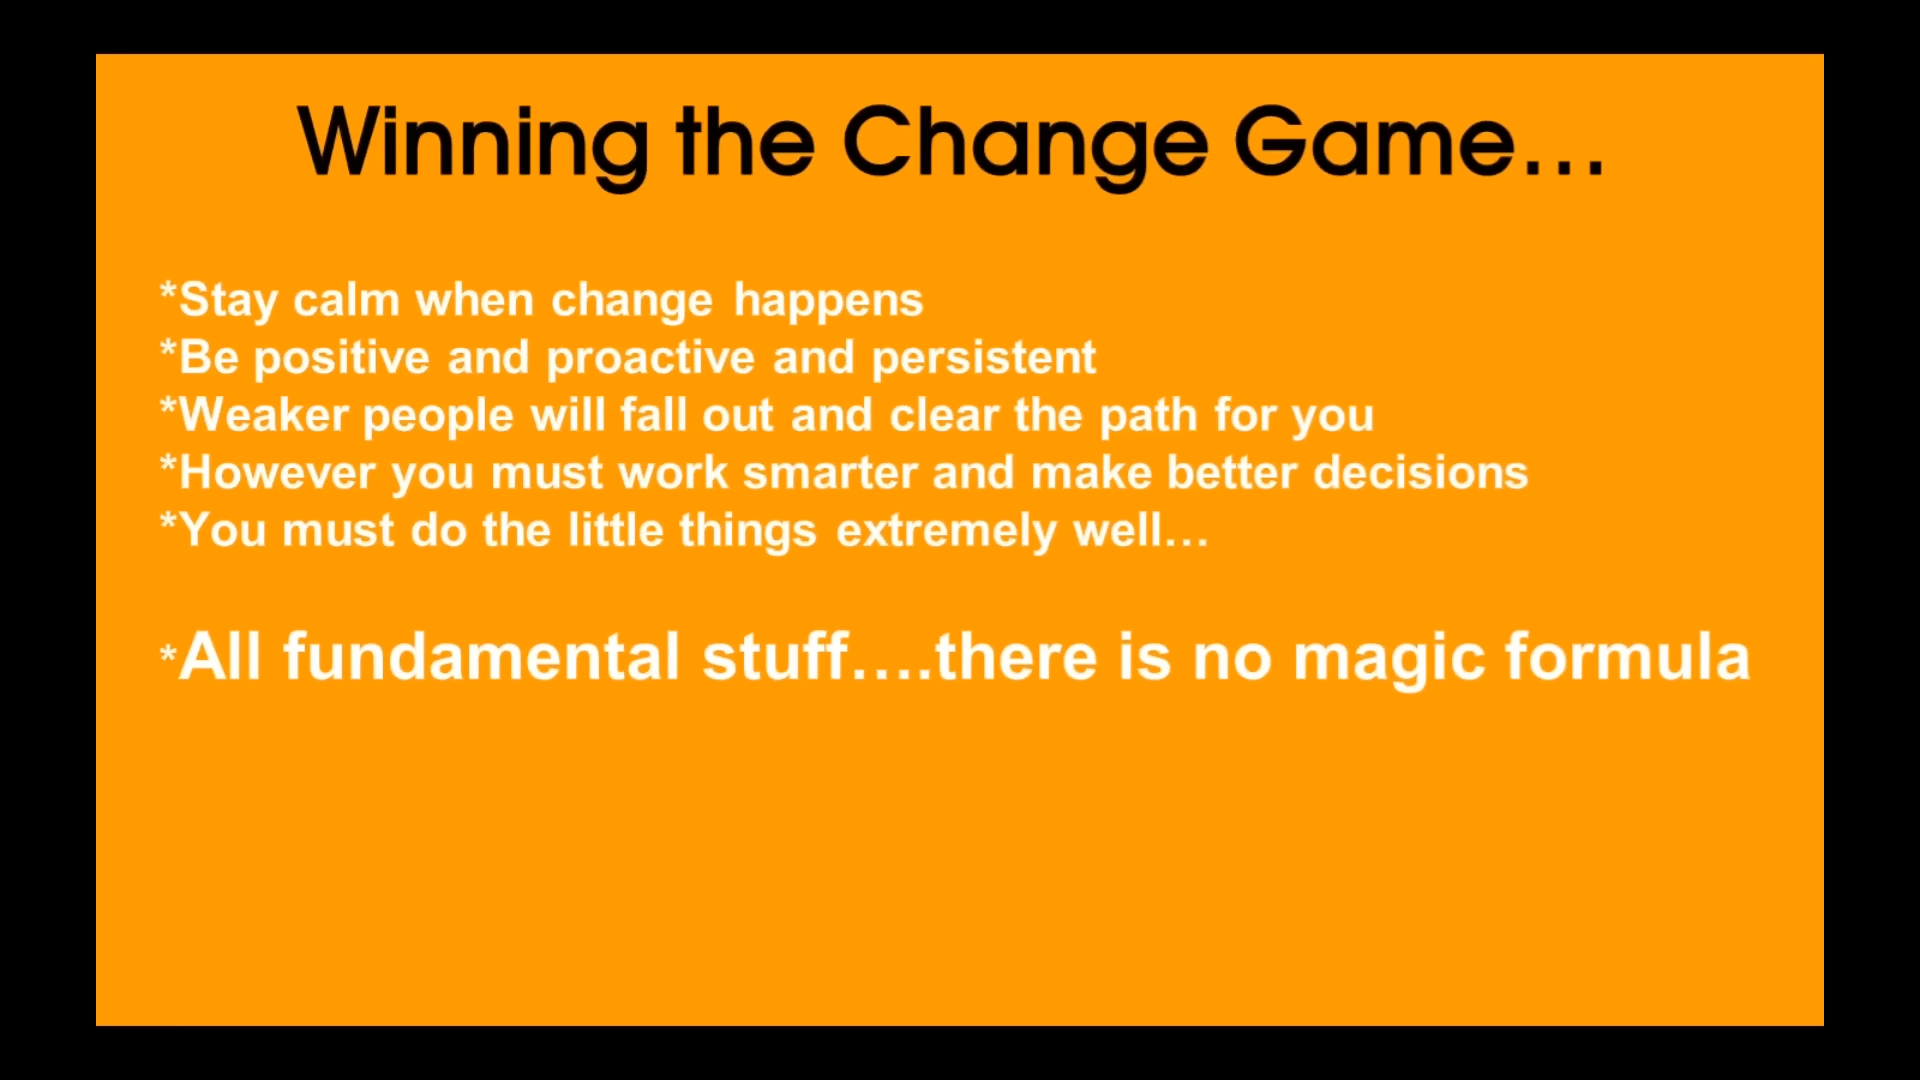 Winning the Change Game…
*Stay calm when change happens
*Be positive and proactive and persistent
*Weaker people will fall out and clear the path for you
*However you must work smarter and make better decisions
*You must do the little things extremely well…
*All fundamental stuff….there is no magic formula